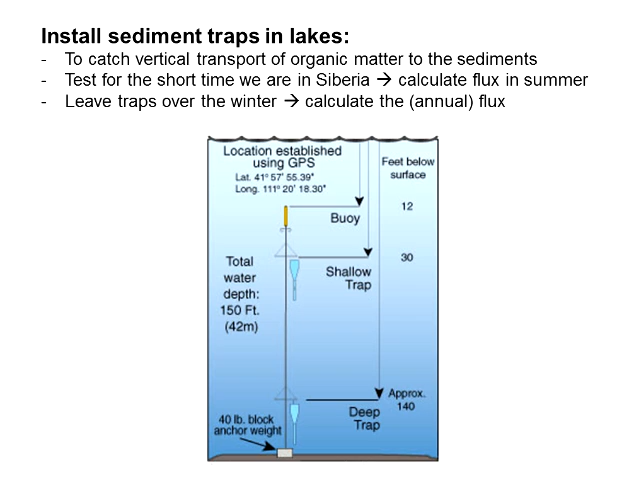 Install sediment traps in lakes:
- To catch vertical transport of organic matter to the sediments
- Test for the short time we are in Siberia → calculate flux in summer
- Leave traps over the winter → calculate the (annual) flux
Location established
using GPS
Lat. 41° 57' 55.39"
Long. 111° 20' 18.30"
Feet below
surface
12
Buoy
30
Shallow
Trap
Total
water
depth:
150 Ft.
(42m)
Approx.
140
Deep
Trap
40 lb. block
anchor weight